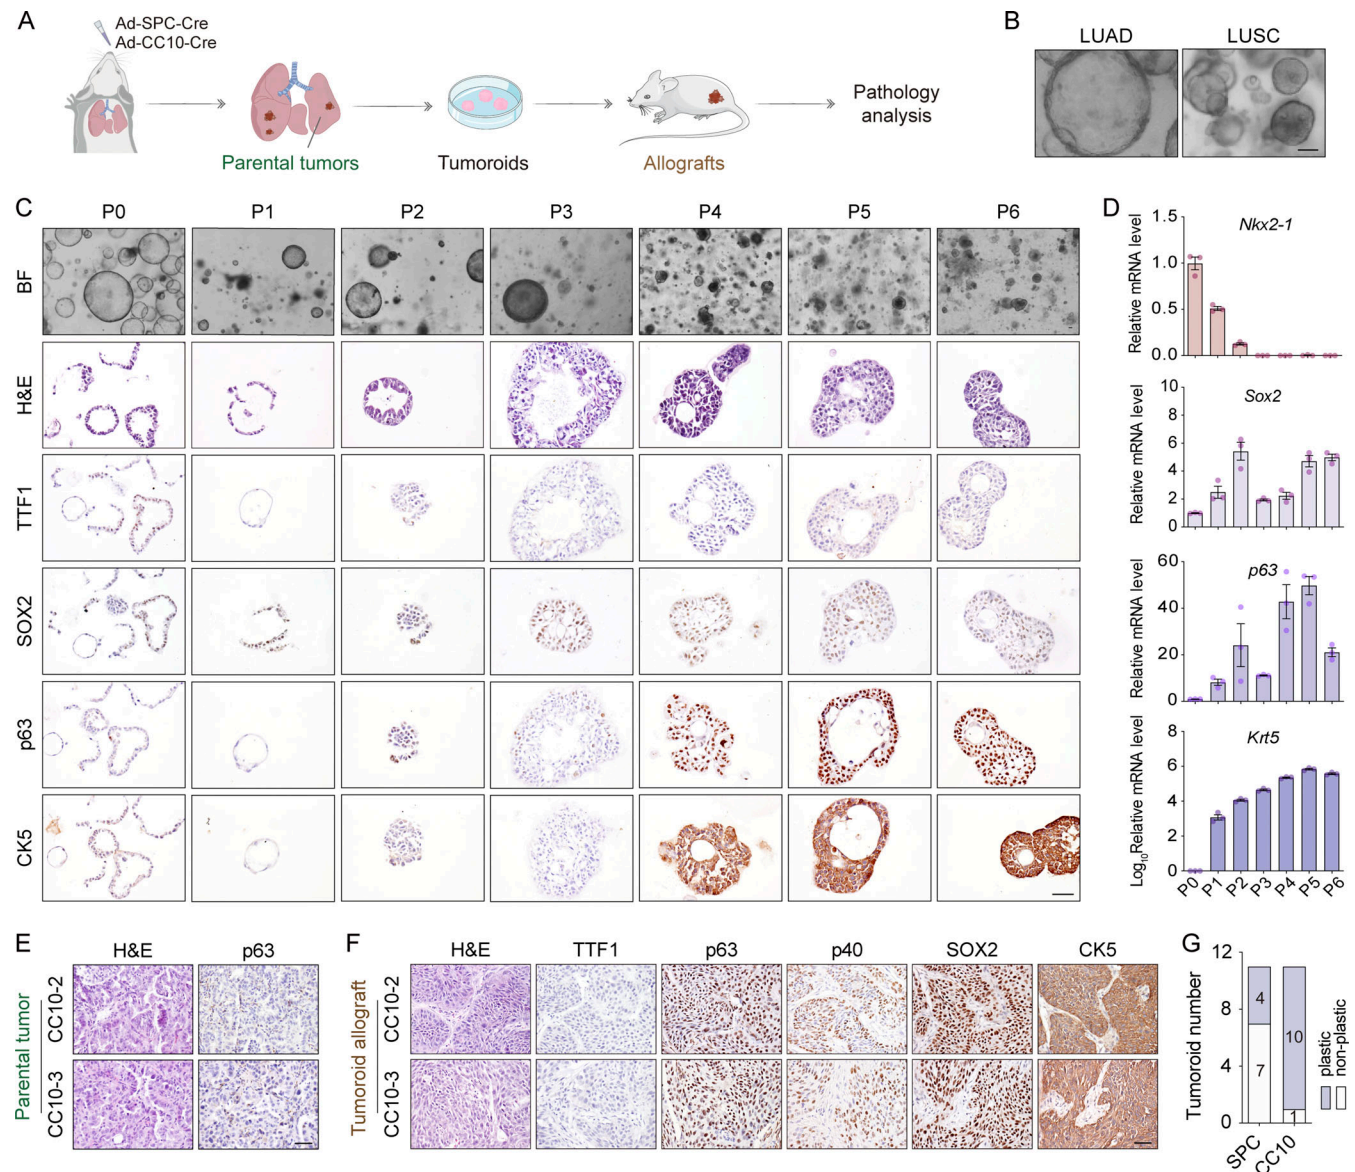 A
Ad-SPC-Cre
Ad-CC10-Cre
Parental tumors
Tumoroids
Allografts
Pathology
analysis
B
LUAD
LUSC
C
P0 P1 P2 P3 P4 P5 P6
BF
H&E
TTF1
SOX2
p63
CK5
D
Nkx2-1
Relative mRNA level
1.5
1.0
0.5
0.0
Sox2
Relative mRNA level
10
8
6
4
2
0
p63
Relative mRNA level
60
40
20
0
Krt5
Log10Relative mRNA level
8
6
4
2
0
P0 P1 P2 P3 P4 P5 P6
E
H&E p63
Parental tumor
CC10-2
CC10-3
F
H&E TTF1 p63 p40 SOX2 CK5
Tumoroid allograft
CC10-2
CC10-3
G
Tumoroid number
12
8
4
0
4
7
10
1
SPC CC10
plastic
non-plastic